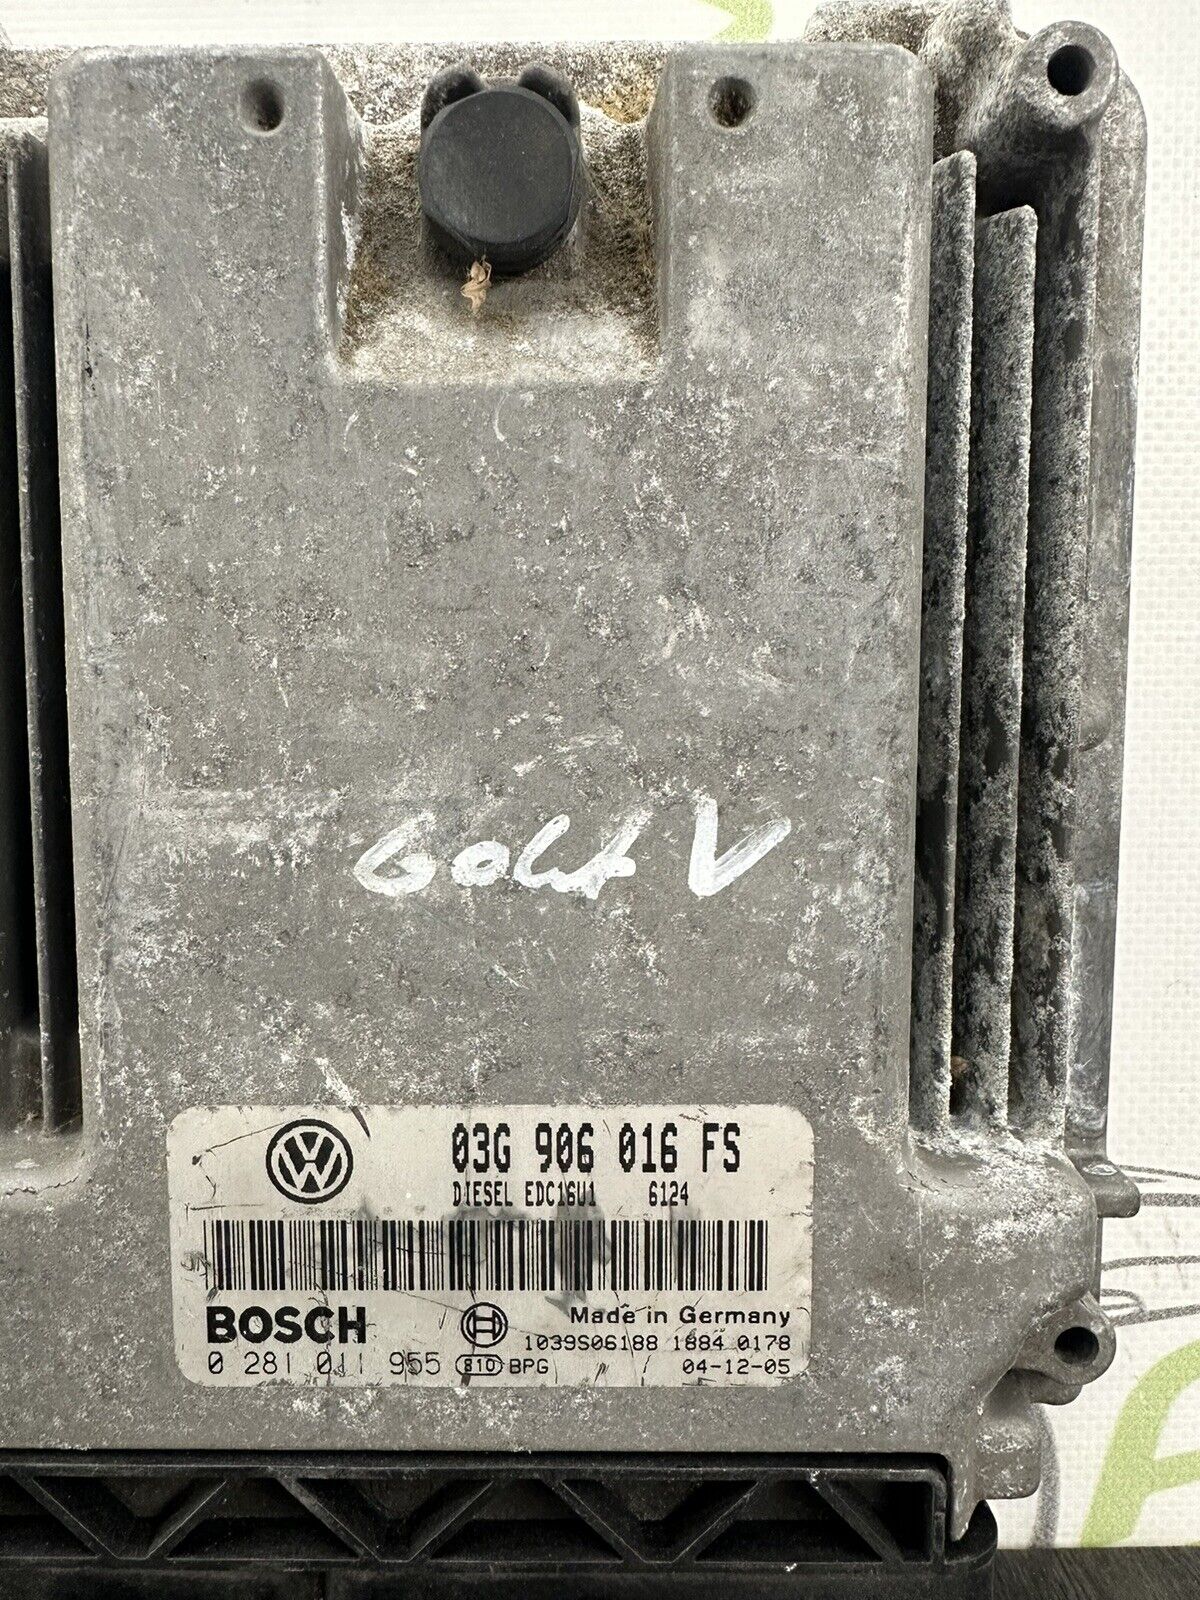 Golf V
03G 906 016 FS
DIESEL EDC16U1 6124
BOSCH
Made in Germany
1039S06188 1884 0178
0 281 011 955 810 BPG 04-12-05